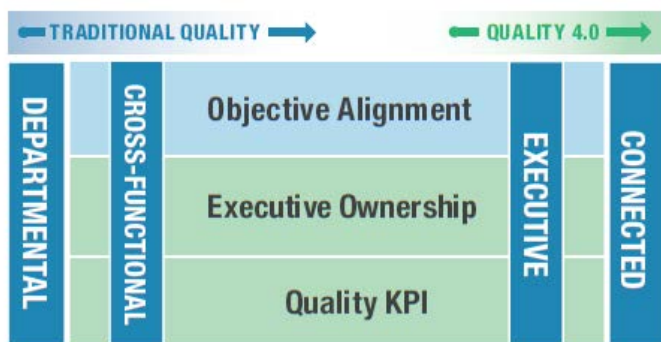 TRADITIONAL QUALITY
QUALITY 4.0
DEPARTMENTAL
CROSS-FUNCTIONAL
Objective Alignment
Executive Ownership
Quality KPI
EXECUTIVE
CONNECTED